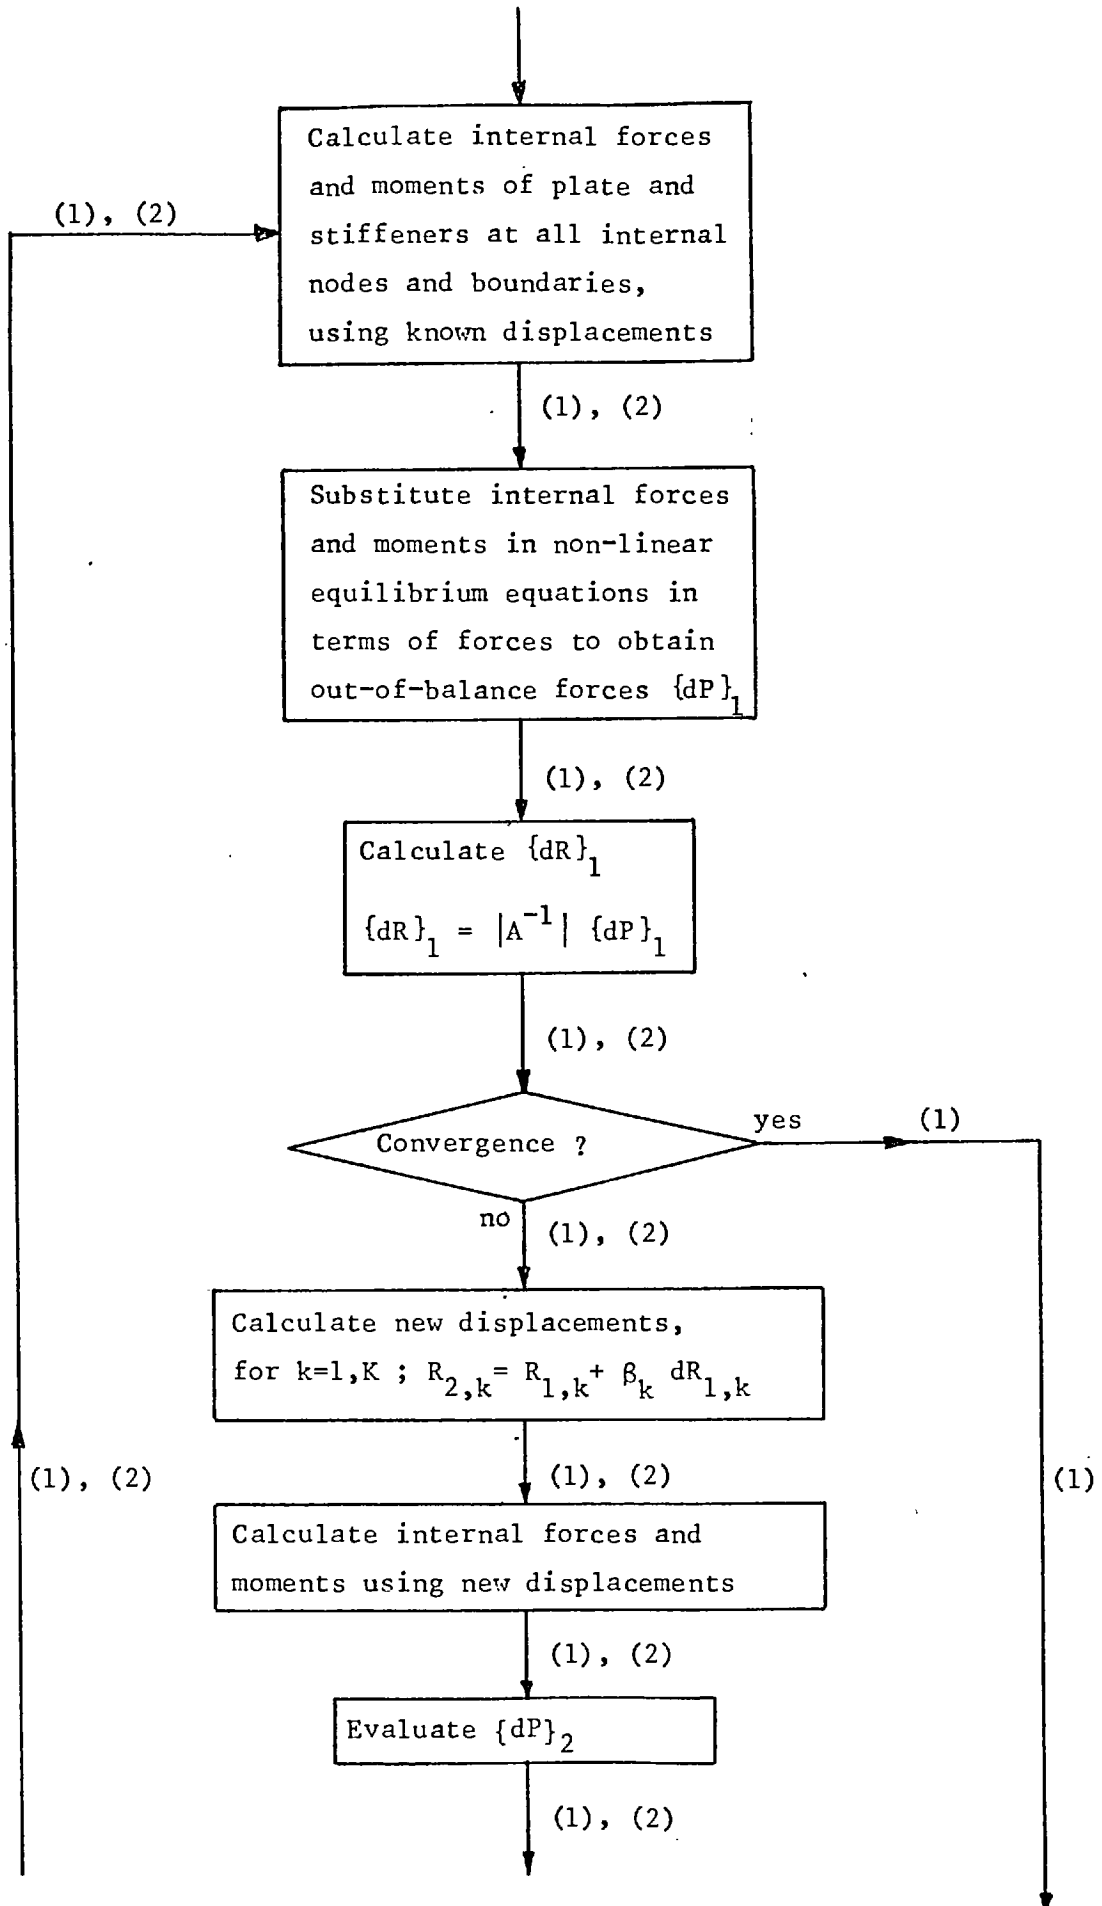 Calculate internal forces
and moments of plate and
stiffeners at all internal
nodes and boundaries,
using known displacements
(1), (2)
(1), (2)
Substitute internal forces
and moments in non-linear
equilibrium equations in
terms of forces to obtain
out-of-balance forces {dP}₁
(1), (2)
Calculate {dR}₁
{dR}₁ = |A⁻¹| {dP}₁
(1), (2)
Convergence ?
yes
(1)
no
(1), (2)
Calculate new displacements,
for k=1,K ; R₂,ₖ= R₁,ₖ+ βₖ dR₁,ₖ
(1), (2)
(1), (2)
(1)
Calculate internal forces and
moments using new displacements
(1), (2)
Evaluate {dP}₂
(1), (2)